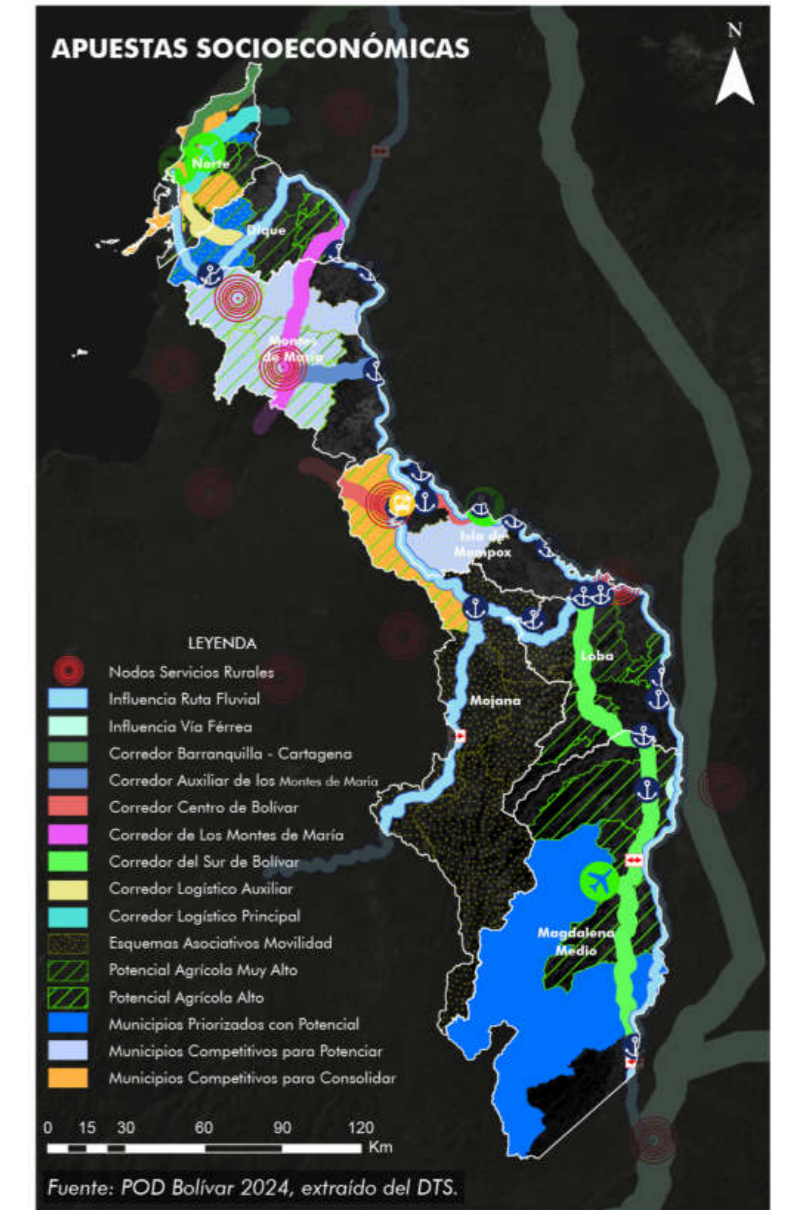 APUESTAS SOCIOECONÓMICAS
N
Norte
Dique
Montes
de María
Isla de
Mompox
Loba
Mojana
Magdalena
Medio
LEYENDA
Nodos Servicios Rurales
Influencia Ruta Fluvial
Influencia Vía Férrea
Corredor Barranquilla - Cartagena
Corredor Auxiliar de los Montes de María
Corredor Centro de Bolívar
Corredor de Los Montes de María
Corredor del Sur de Bolívar
Corredor Logístico Auxiliar
Corredor Logístico Principal
Esquemas Asociativos Movilidad
Potencial Agrícola Muy Alto
Potencial Agrícola Alto
Municipios Priorizados con Potencial
Municipios Competitivos para Potenciar
Municipios Competitivos para Consolidar
0 15 30 60 90 120
Km
Fuente: POD Bolívar 2024, extraído del DTS.